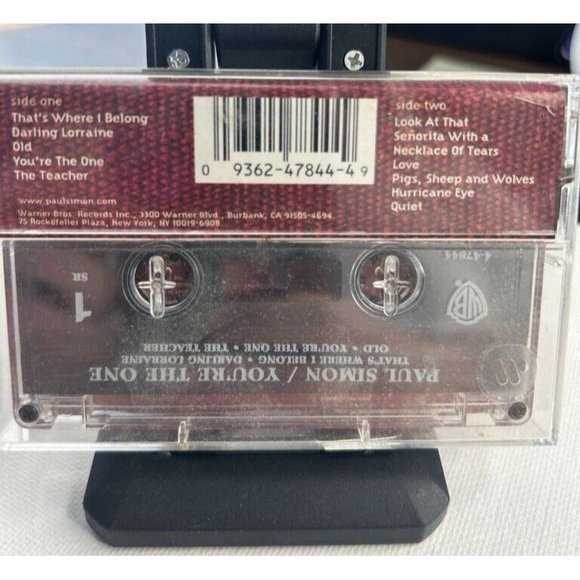 side one
That's Where I Belong
Darling Lorraine
Old
You're The One
The Teacher
www.paulsimon.com
Warner Bros. Records Inc., 3300 Warner Blvd., Burbank, CA 91505-4694.
75 Rockefeller Plaza, New York, NY 10019-6908.
0 9362-47844-4 9
side two
Look At That
Señorita With a
Necklace Of Tears
Love
Pigs, Sheep and Wolves
Hurricane Eye
Quiet
4-47844
1
SR
WB
PAUL SIMON / YOU'RE THE ONE
THAT'S WHERE I BELONG • DARLING LORRAINE
OLD • YOU'RE THE ONE • THE TEACHER